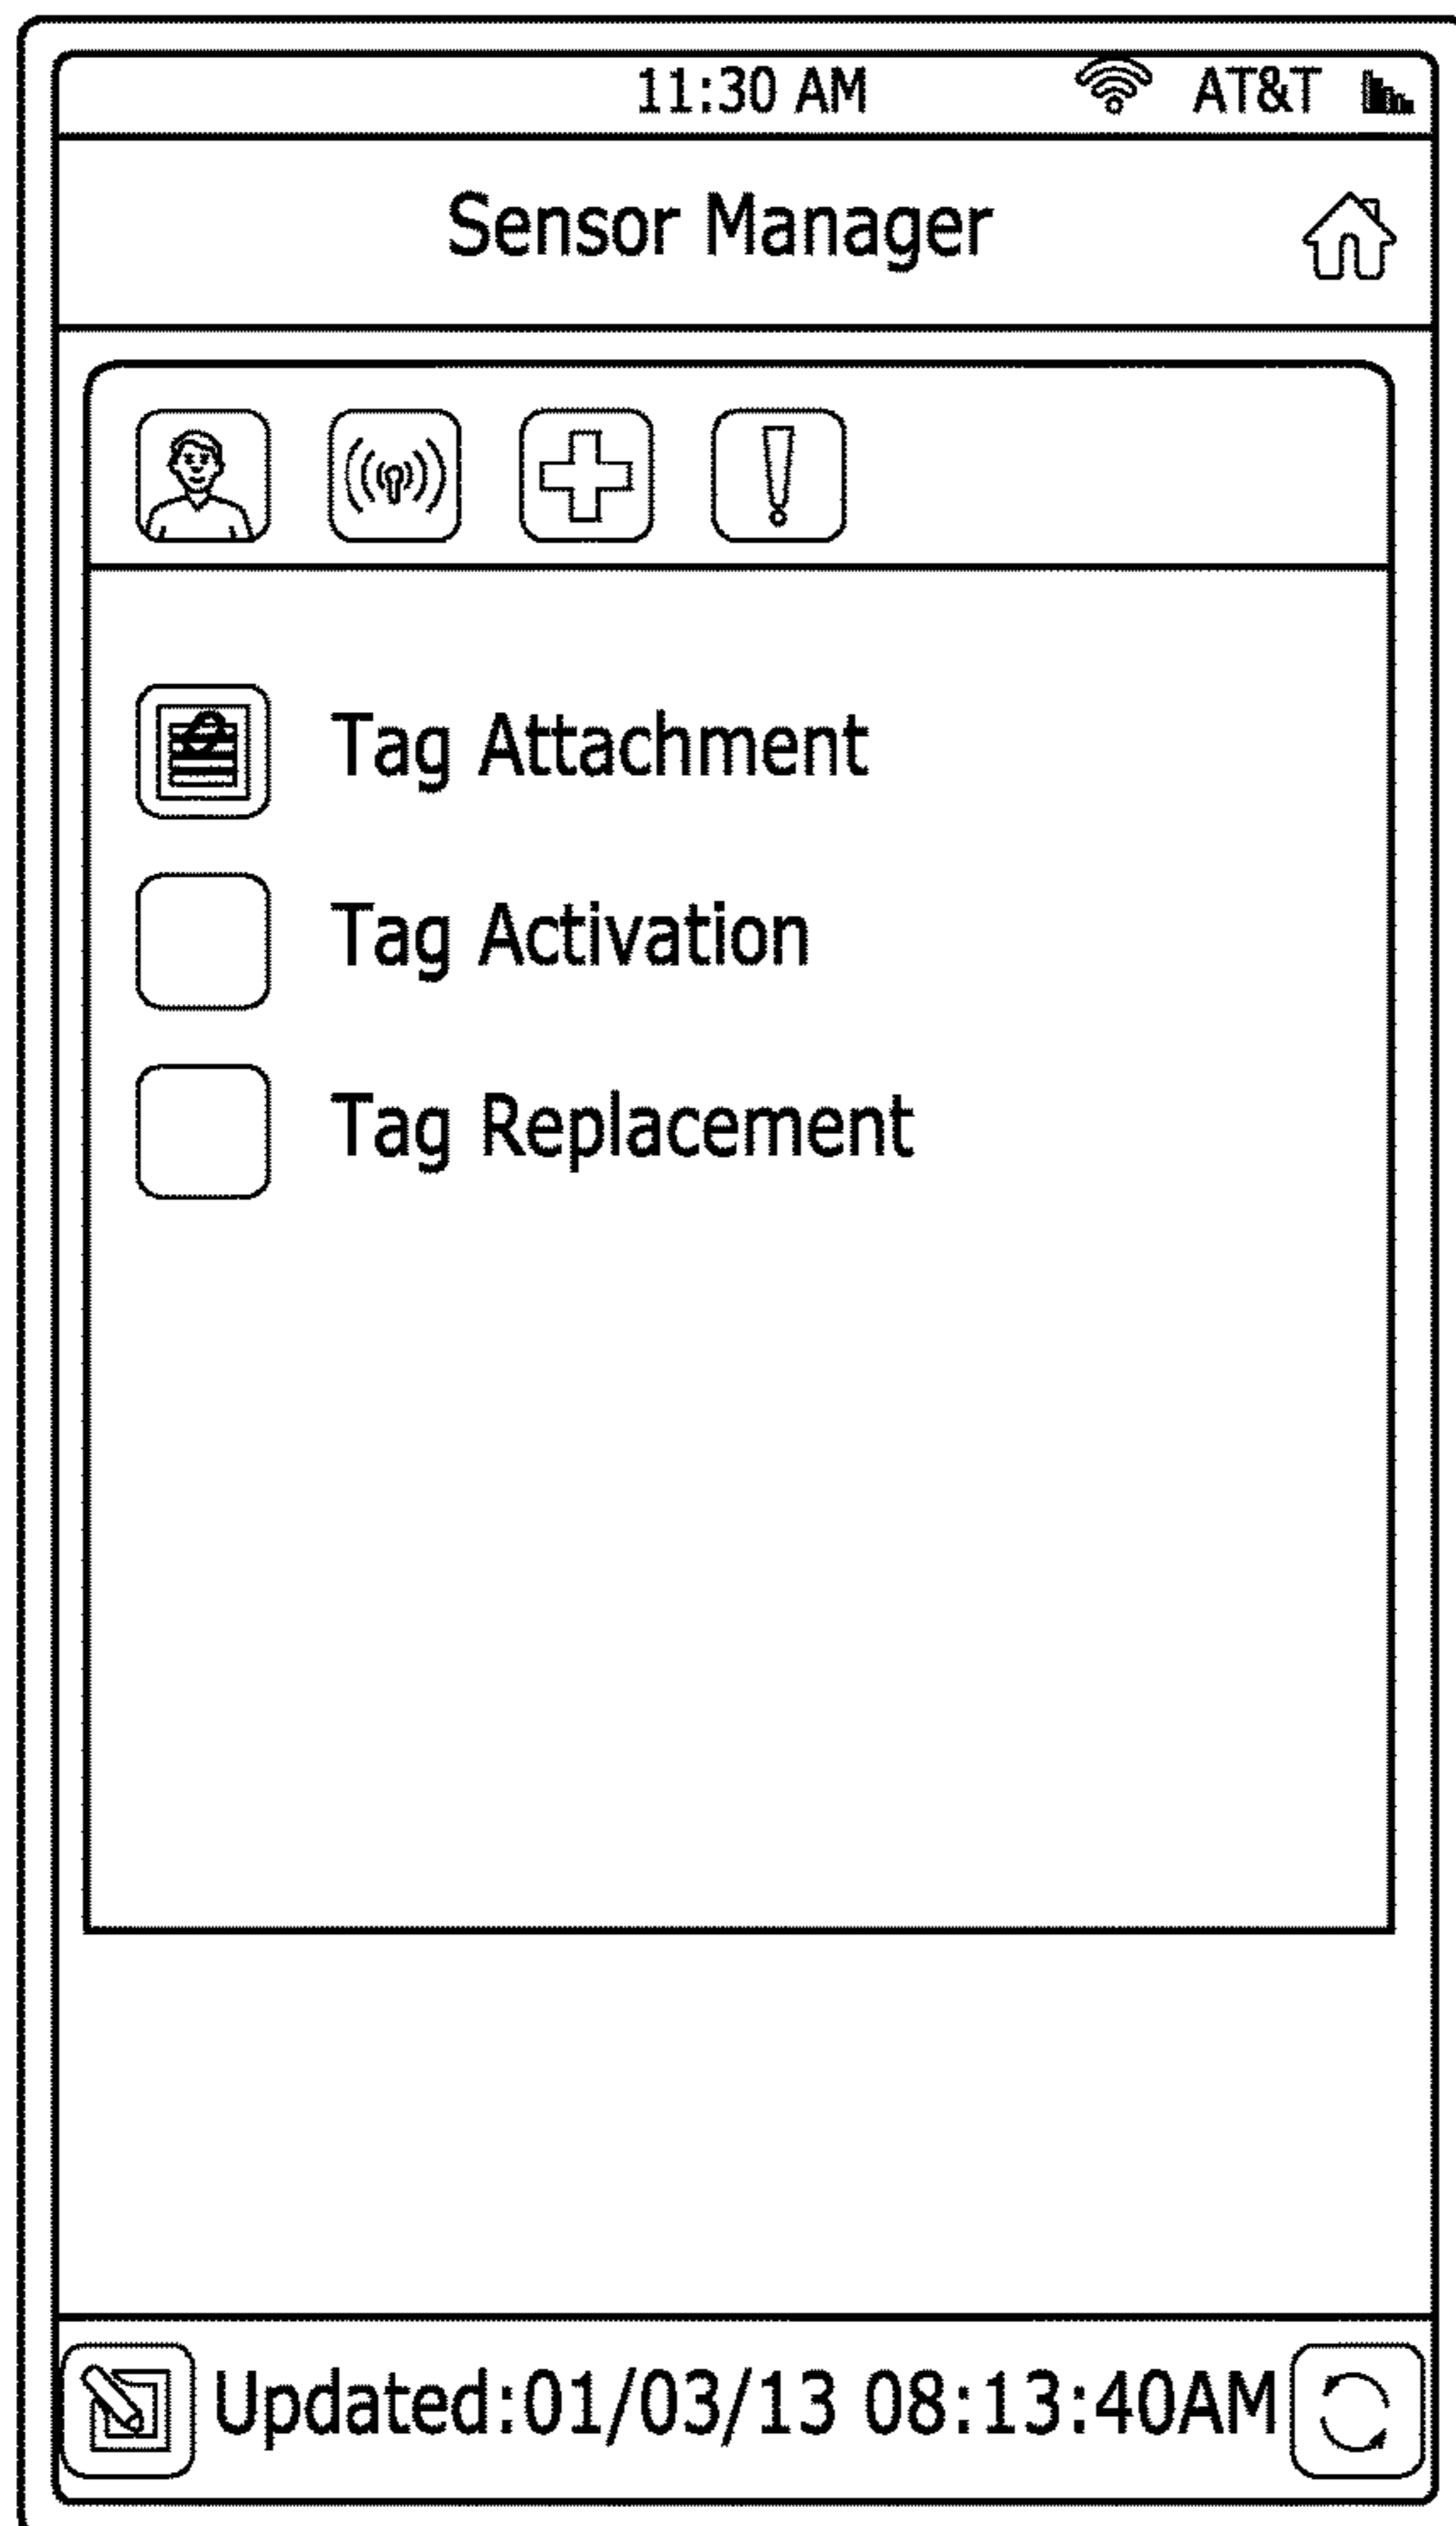 11:30 AM AT&T
Sensor Manager
Tag Attachment
Tag Activation
Tag Replacement
Updated:01/03/13 08:13:40AM